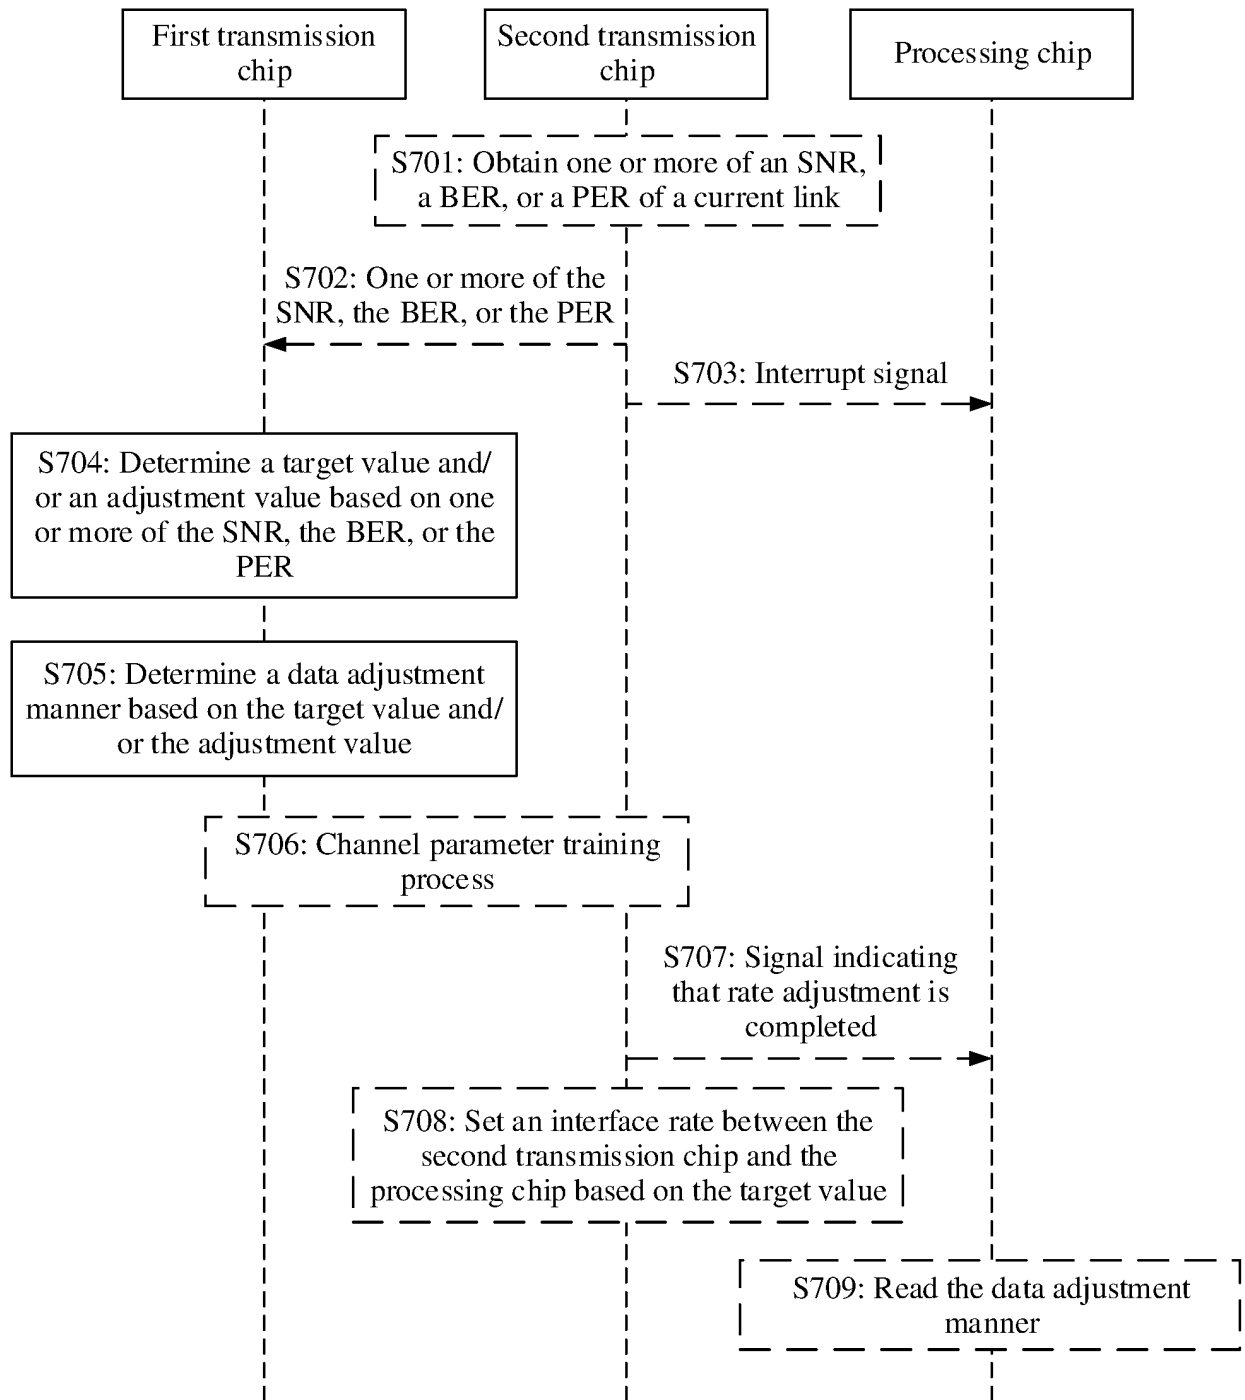 First transmission
chip
Second transmission
chip
Processing chip
S701: Obtain one or more of an SNR,
a BER, or a PER of a current link
S702: One or more of the
SNR, the BER, or the PER
S703: Interrupt signal
S704: Determine a target value and/
or an adjustment value based on one
or more of the SNR, the BER, or the
PER
S705: Determine a data adjustment
manner based on the target value and/
or the adjustment value
S706: Channel parameter training
process
S707: Signal indicating
that rate adjustment is
completed
S708: Set an interface rate between the
second transmission chip and the
processing chip based on the target value
S709: Read the data adjustment
manner